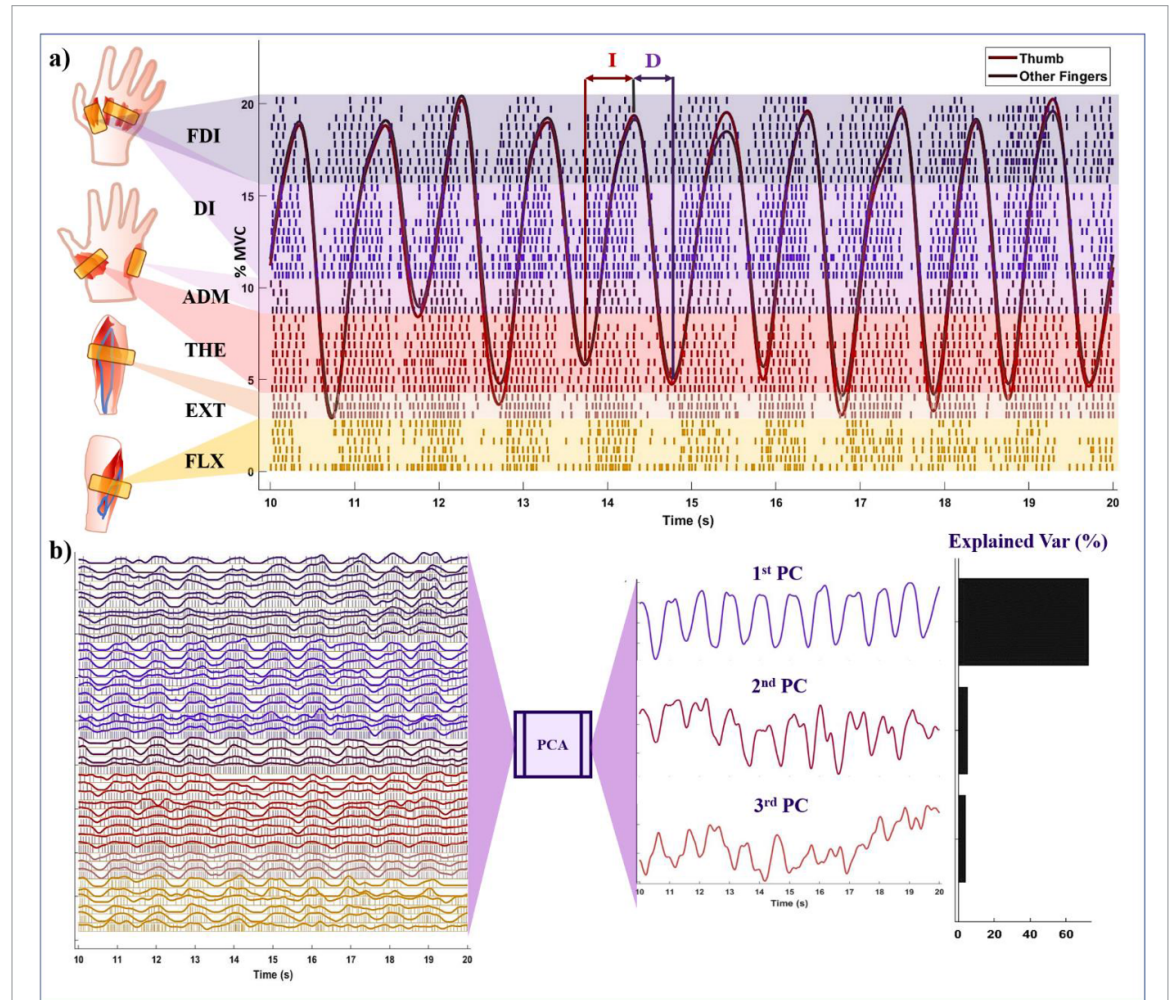 a)
I D
Thumb
Other Fingers
FDI
DI
ADM
THE
EXT
FLX
% MVC
20
15
10
5
0
10 11 12 13 14 15 16 17 18 19 20
Time (s)
b)
Explained Var (%)
1st PC
2nd PC
3rd PC
PCA
10 11 12 13 14 15 16 17 18 19 20
Time (s)
10 11 12 13 14 15 16 17 18 19 20
Time (s)
0 20 40 60